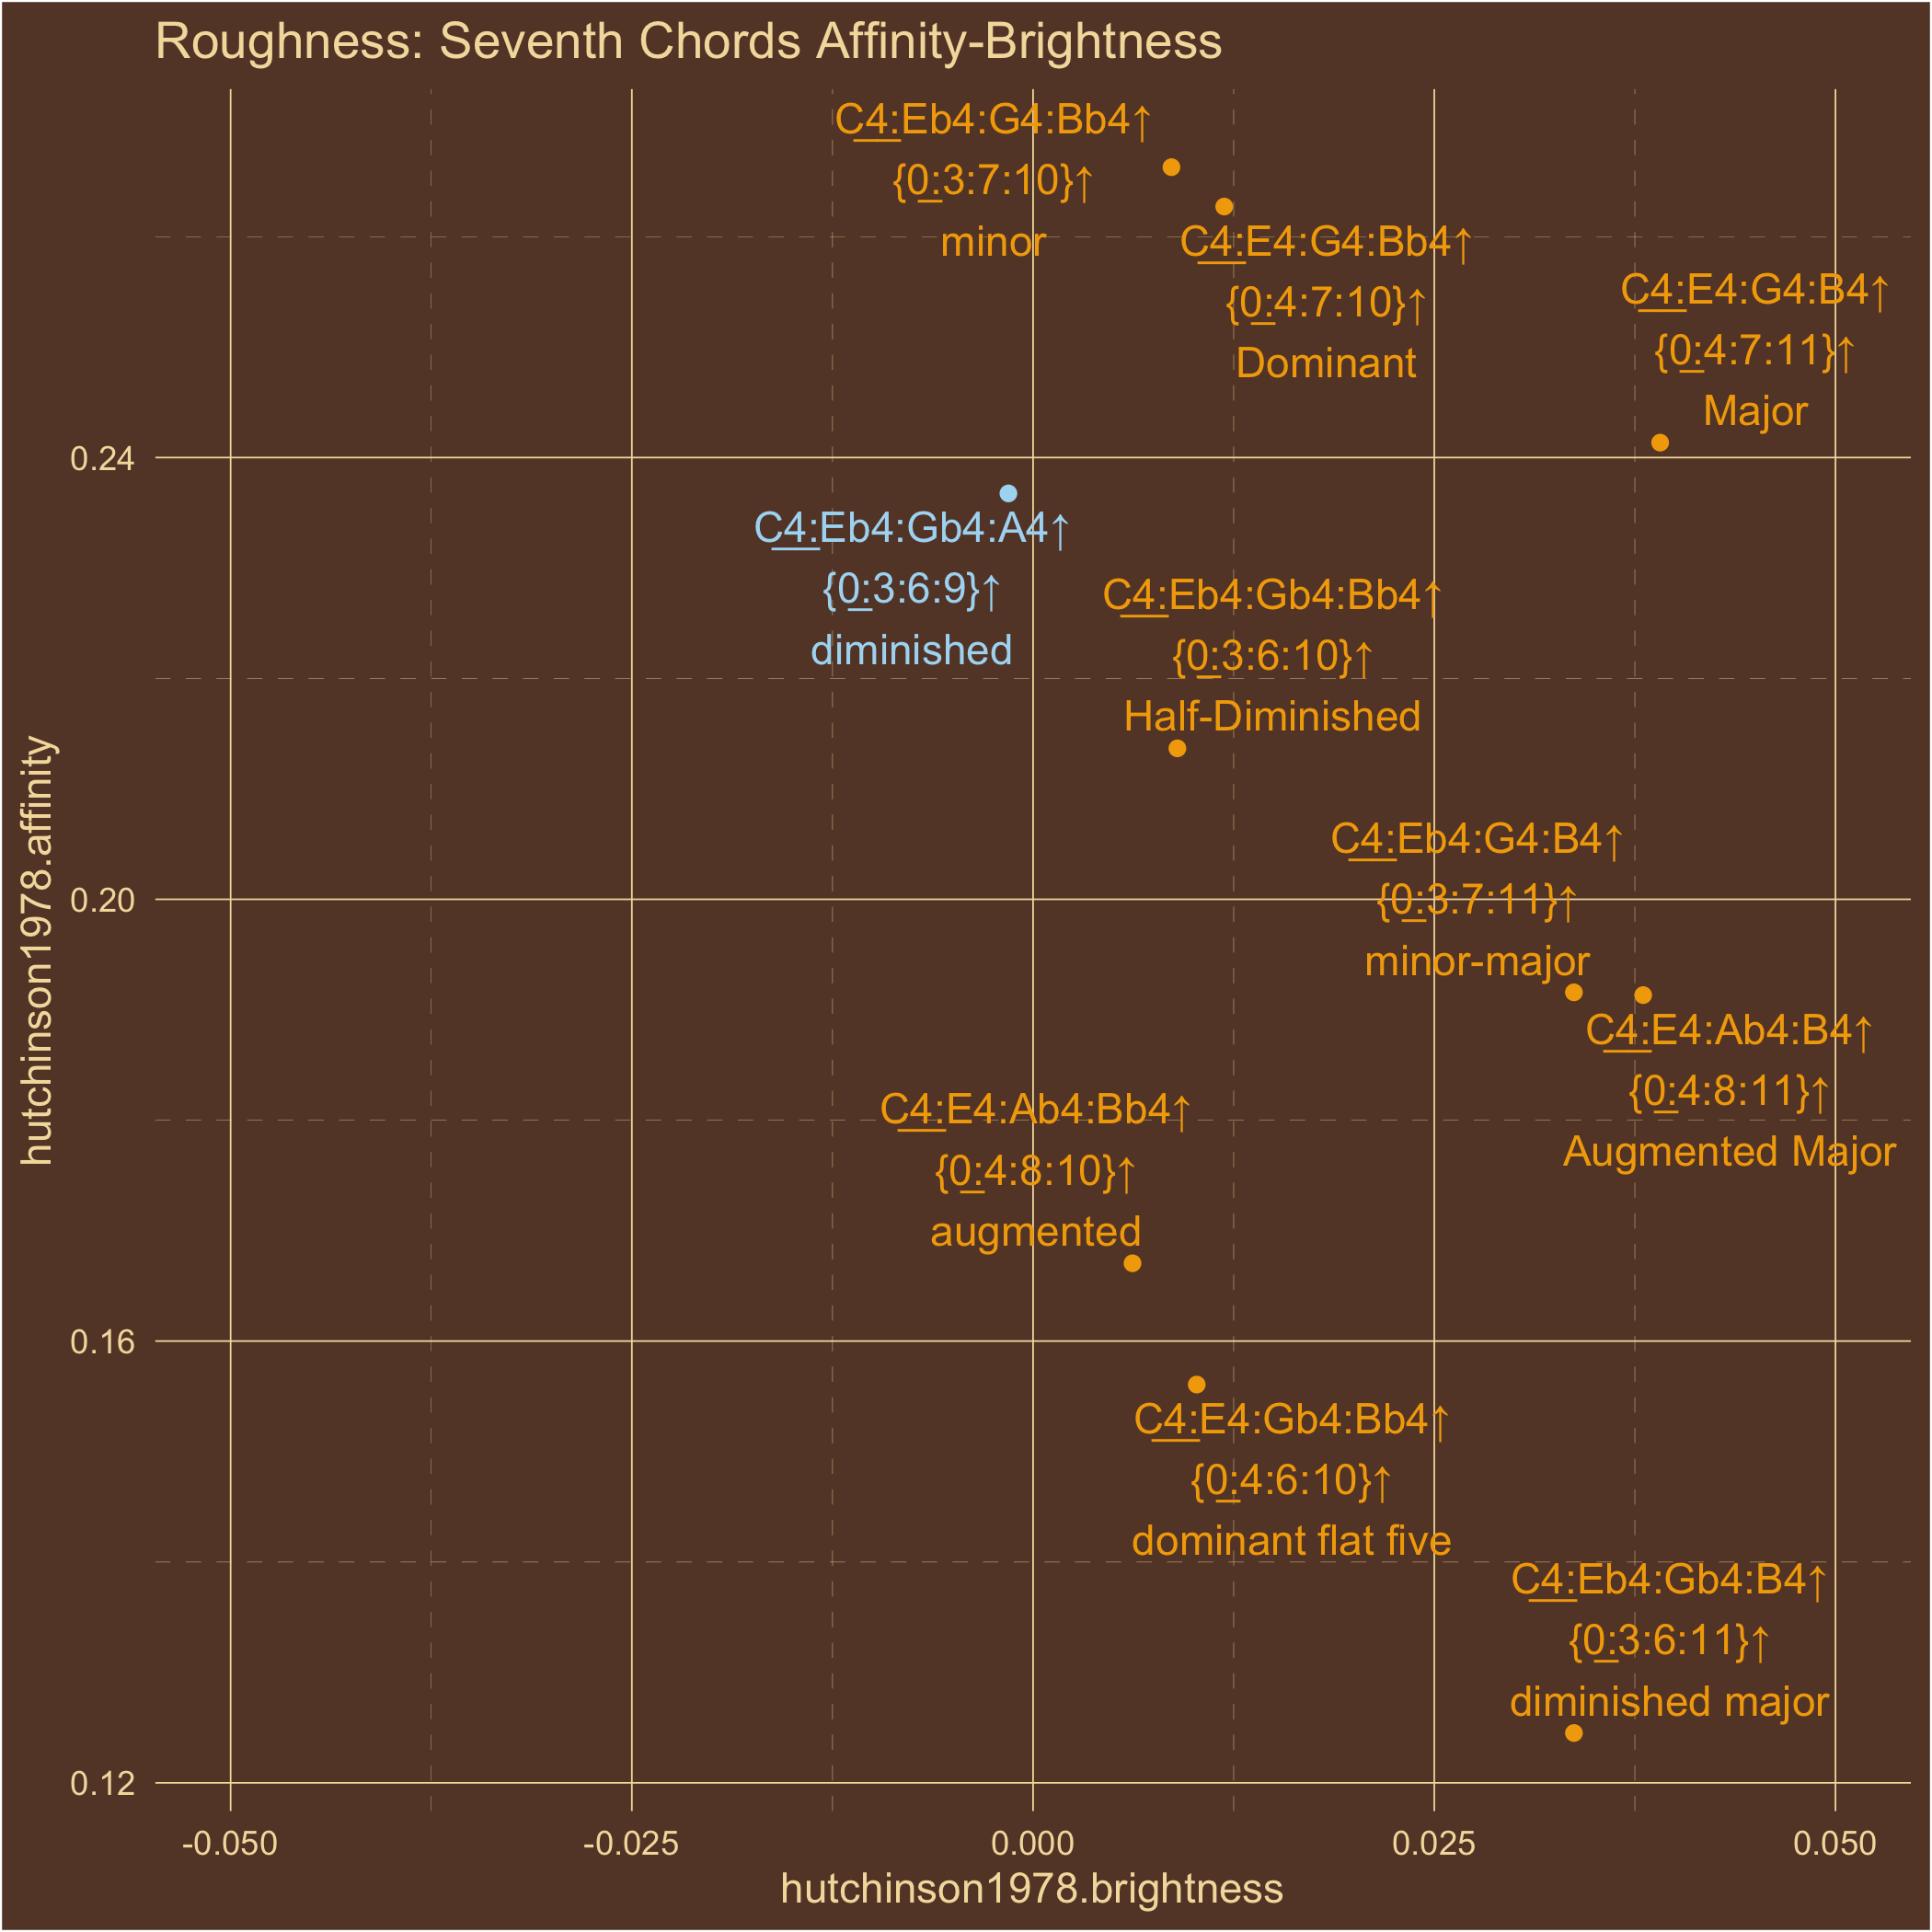 Roughness: Seventh Chords Affinity-Brightness
C4:Eb4:G4:Bb4↑
{0:3:7:10}↑
minor
C4:E4:G4:Bb4↑
{0:4:7:10}↑
Dominant
C4:E4:G4:B4↑
{0:4:7:11}↑
Major
C4:Eb4:Gb4:A4↑
{0:3:6:9}↑
diminished
C4:Eb4:Gb4:Bb4↑
{0:3:6:10}↑
Half-Diminished
C4:Eb4:G4:B4↑
{0:3:7:11}↑
minor-major
C4:E4:Ab4:B4↑
{0:4:8:11}↑
Augmented Major
C4:E4:Ab4:Bb4↑
{0:4:8:10}↑
augmented
C4:E4:Gb4:Bb4↑
{0:4:6:10}↑
dominant flat five
C4:Eb4:Gb4:B4↑
{0:3:6:11}↑
diminished major
0.24
0.20
0.16
0.12
hutchinson1978.affinity
-0.050
-0.025
0.000
0.025
0.050
hutchinson1978.brightness